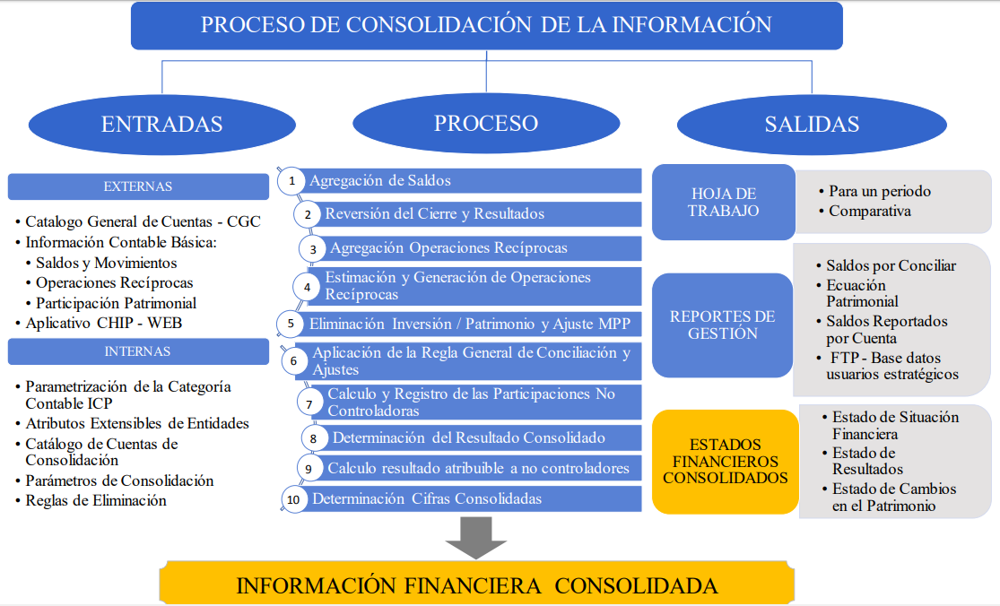 PROCESO DE CONSOLIDACIÓN DE LA INFORMACIÓN
ENTRADAS
EXTERNAS
• Catalogo General de Cuentas - CGC
• Información Contable Básica:
• Saldos y Movimientos
• Operaciones Recíprocas
• Participación Patrimonial
• Aplicativo CHIP - WEB
INTERNAS
• Parametrización de la Categoría
Contable ICP
• Atributos Extensibles de Entidades
• Catálogo de Cuentas de
Consolidación
• Parámetros de Consolidación
• Reglas de Eliminación
PROCESO
1 Agregación de Saldos
2 Reversión del Cierre y Resultados
3 Agregación Operaciones Recíprocas
4 Estimación y Generación de Operaciones
Recíprocas
5 Eliminación Inversión / Patrimonio y Ajuste MPP
6 Aplicación de la Regla General de Conciliación y
Ajustes
7 Calculo y Registro de las Participaciones No
Controladoras
8 Determinación del Resultado Consolidado
9 Calculo resultado atribuible a no controladores
10 Determinación Cifras Consolidadas
SALIDAS
HOJA DE
TRABAJO
• Para un periodo
• Comparativa
REPORTES DE
GESTIÓN
• Saldos por Conciliar
• Ecuación
Patrimonial
• Saldos Reportados
por Cuenta
• FTP - Base datos
usuarios estratégicos
ESTADOS
FINANCIEROS
CONSOLIDADOS
• Estado de Situación
Financiera
• Estado de
Resultados
• Estado de Cambios
en el Patrimonio
INFORMACIÓN FINANCIERA CONSOLIDADA